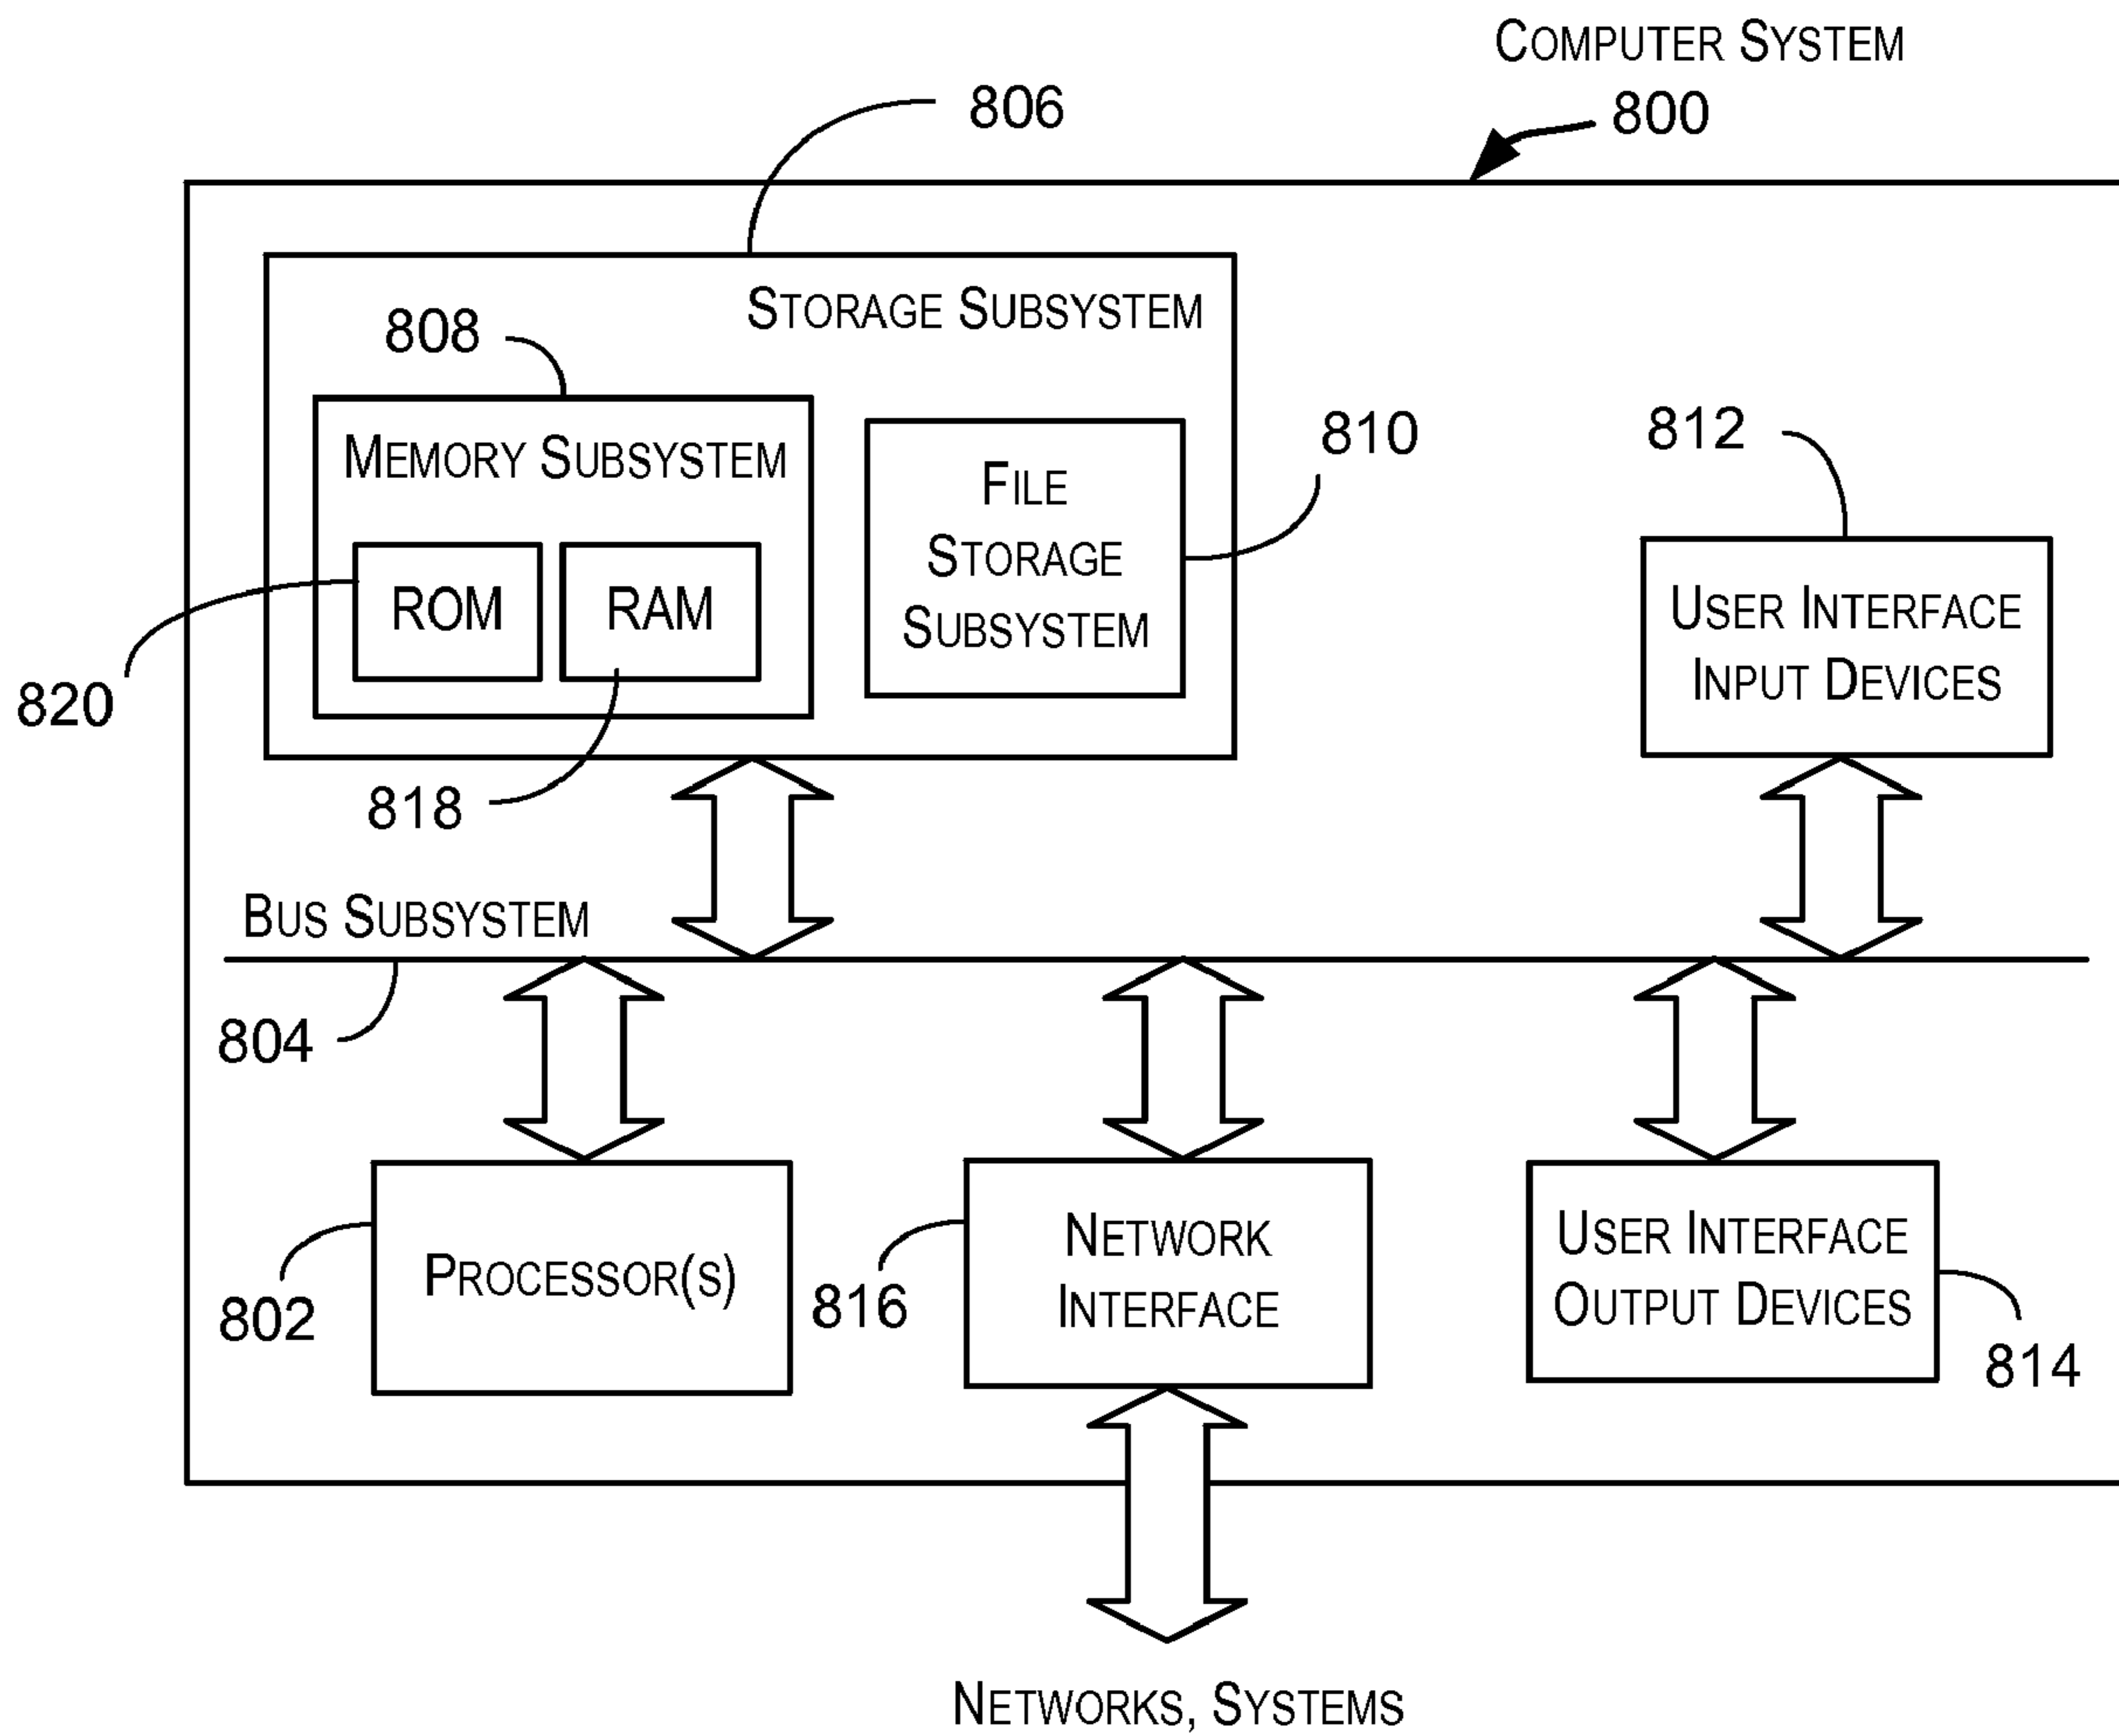 COMPUTER SYSTEM
800
806
STORAGE SUBSYSTEM
808
MEMORY SUBSYSTEM
ROM
RAM
820
818
FILE
STORAGE
SUBSYSTEM
810
812
USER INTERFACE
INPUT DEVICES
BUS SUBSYSTEM
804
PROCESSOR(S)
802
NETWORK
INTERFACE
816
USER INTERFACE
OUTPUT DEVICES
814
NETWORKS, SYSTEMS